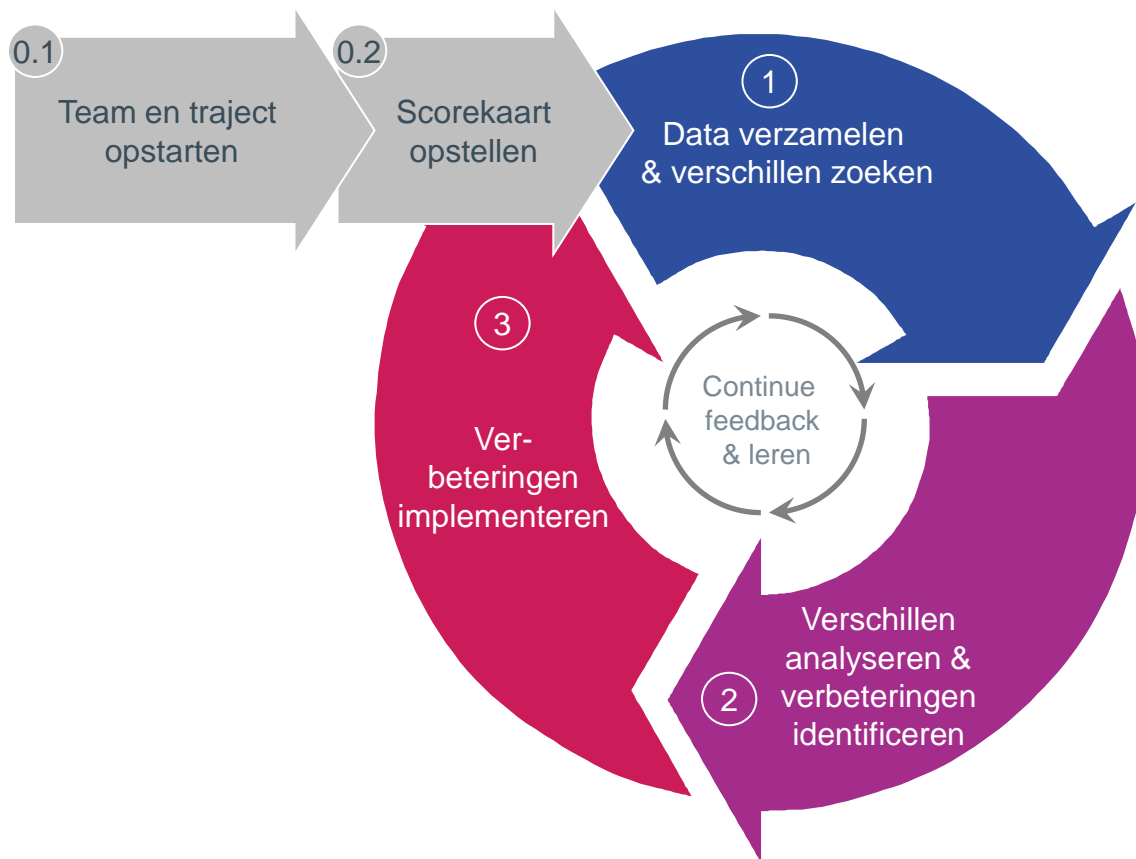 0.1
Team en traject
opstarten
0.2
Scorekaart
opstellen
1
Data verzamelen
& verschillen zoeken
2
Verschillen
analyseren &
verbeteringen
identificeren
3
Ver-
beteringen
implementeren
Continue
feedback
& leren